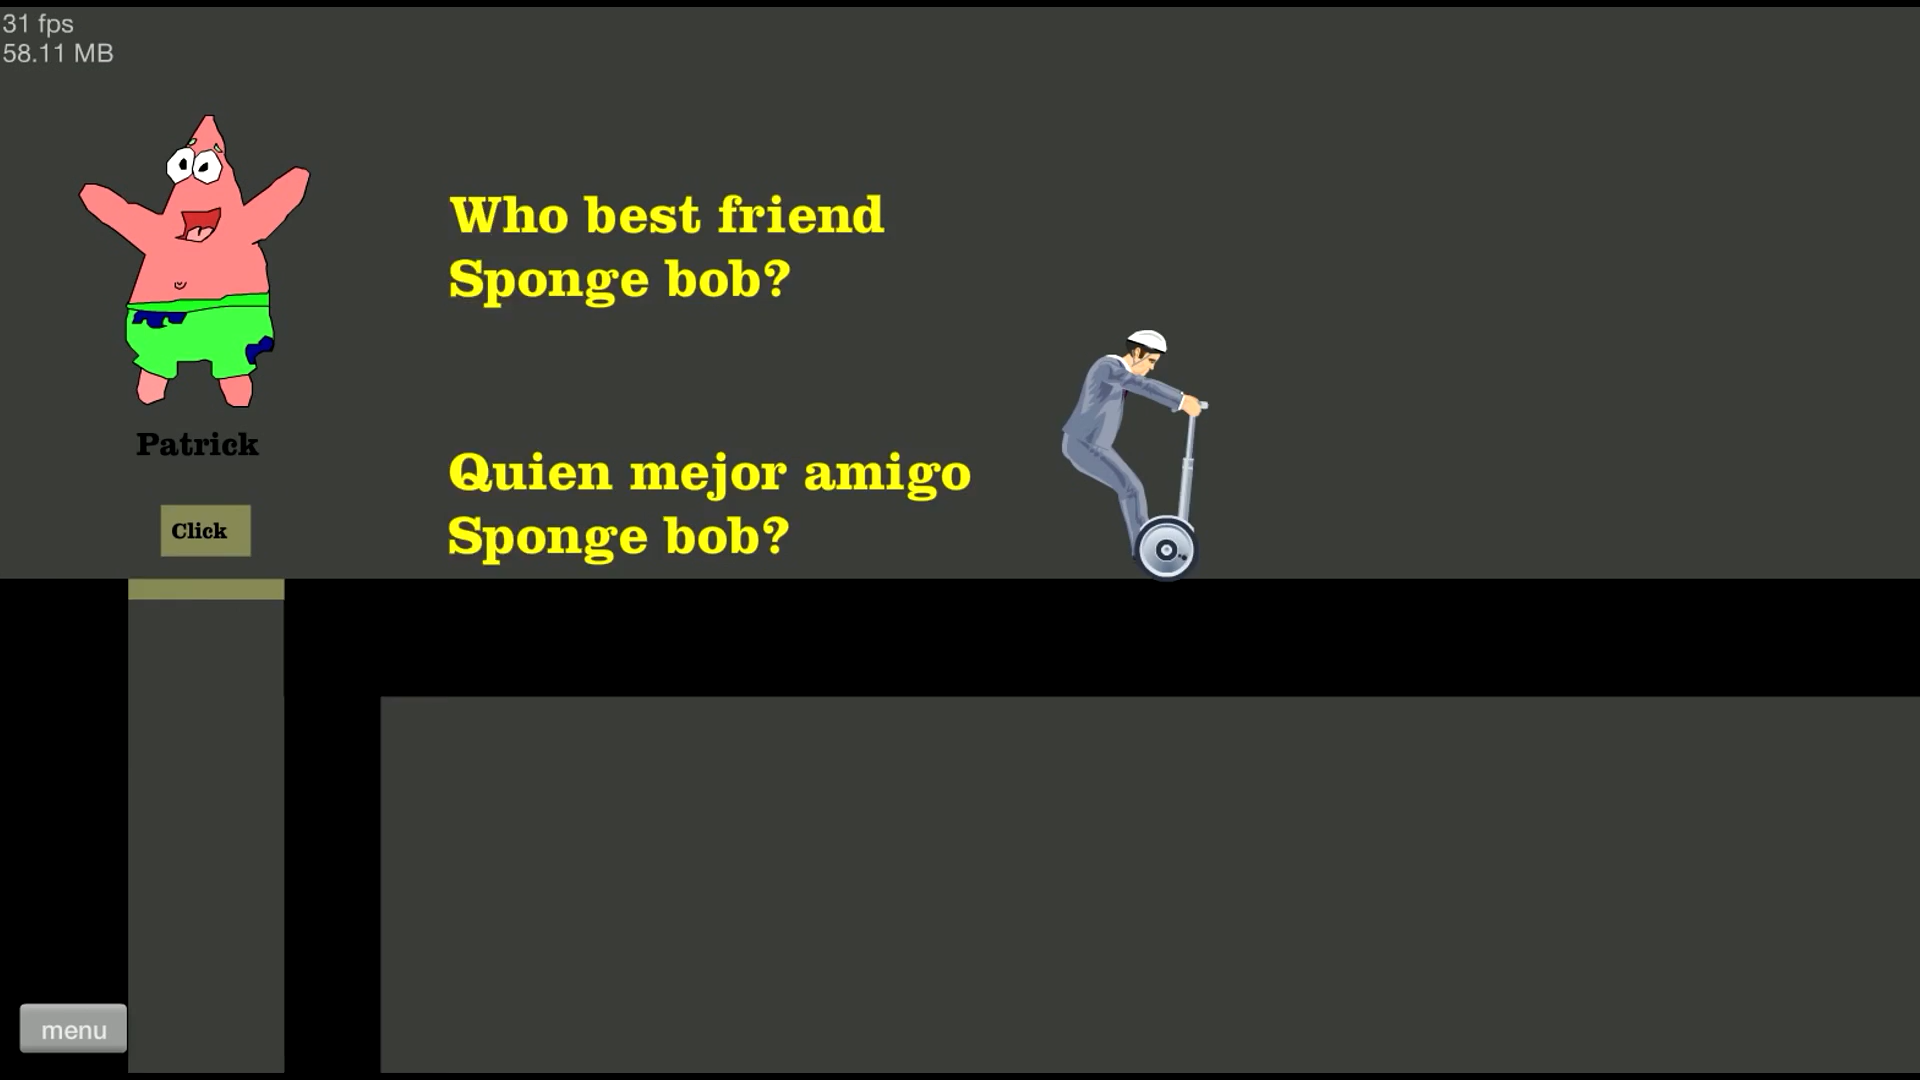 31 fps
58.11 MB
Who best friend
Sponge bob?
Patrick
Quien mejor amigo
Sponge bob?
Click
menu